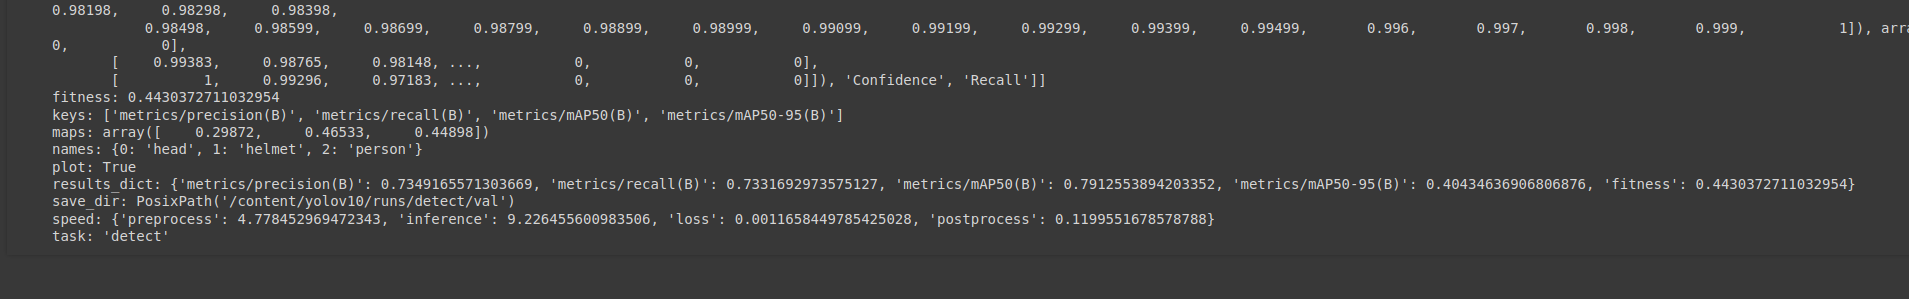 0.98198, 0.98298, 0.98398,
0.98498, 0.98599, 0.98699, 0.98799, 0.98899, 0.98999, 0.99099, 0.99199, 0.99299, 0.99399, 0.99499, 0.996, 0.997, 0.998, 0.999, 1]), arra
0, 0],
[ 0.99383, 0.98765, 0.98148, ..., 0, 0, 0],
[ 1, 0.99296, 0.97183, ..., 0, 0, 0]]), 'Confidence', 'Recall']]
fitness: 0.4430372711032954
keys: ['metrics/precision(B)', 'metrics/recall(B)', 'metrics/mAP50(B)', 'metrics/mAP50-95(B)']
maps: array([ 0.29872, 0.46533, 0.44898])
names: {0: 'head', 1: 'helmet', 2: 'person'}
plot: True
results_dict: {'metrics/precision(B)': 0.7349165571303669, 'metrics/recall(B)': 0.7331692973575127, 'metrics/mAP50(B)': 0.7912553894203352, 'metrics/mAP50-95(B)': 0.40434636906806876, 'fitness': 0.4430372711032954}
save_dir: PosixPath('/content/yolov10/runs/detect/val')
speed: {'preprocess': 4.778452969472343, 'inference': 9.226455600983506, 'loss': 0.0011658449785425028, 'postprocess': 0.1199551678578788}
task: 'detect'